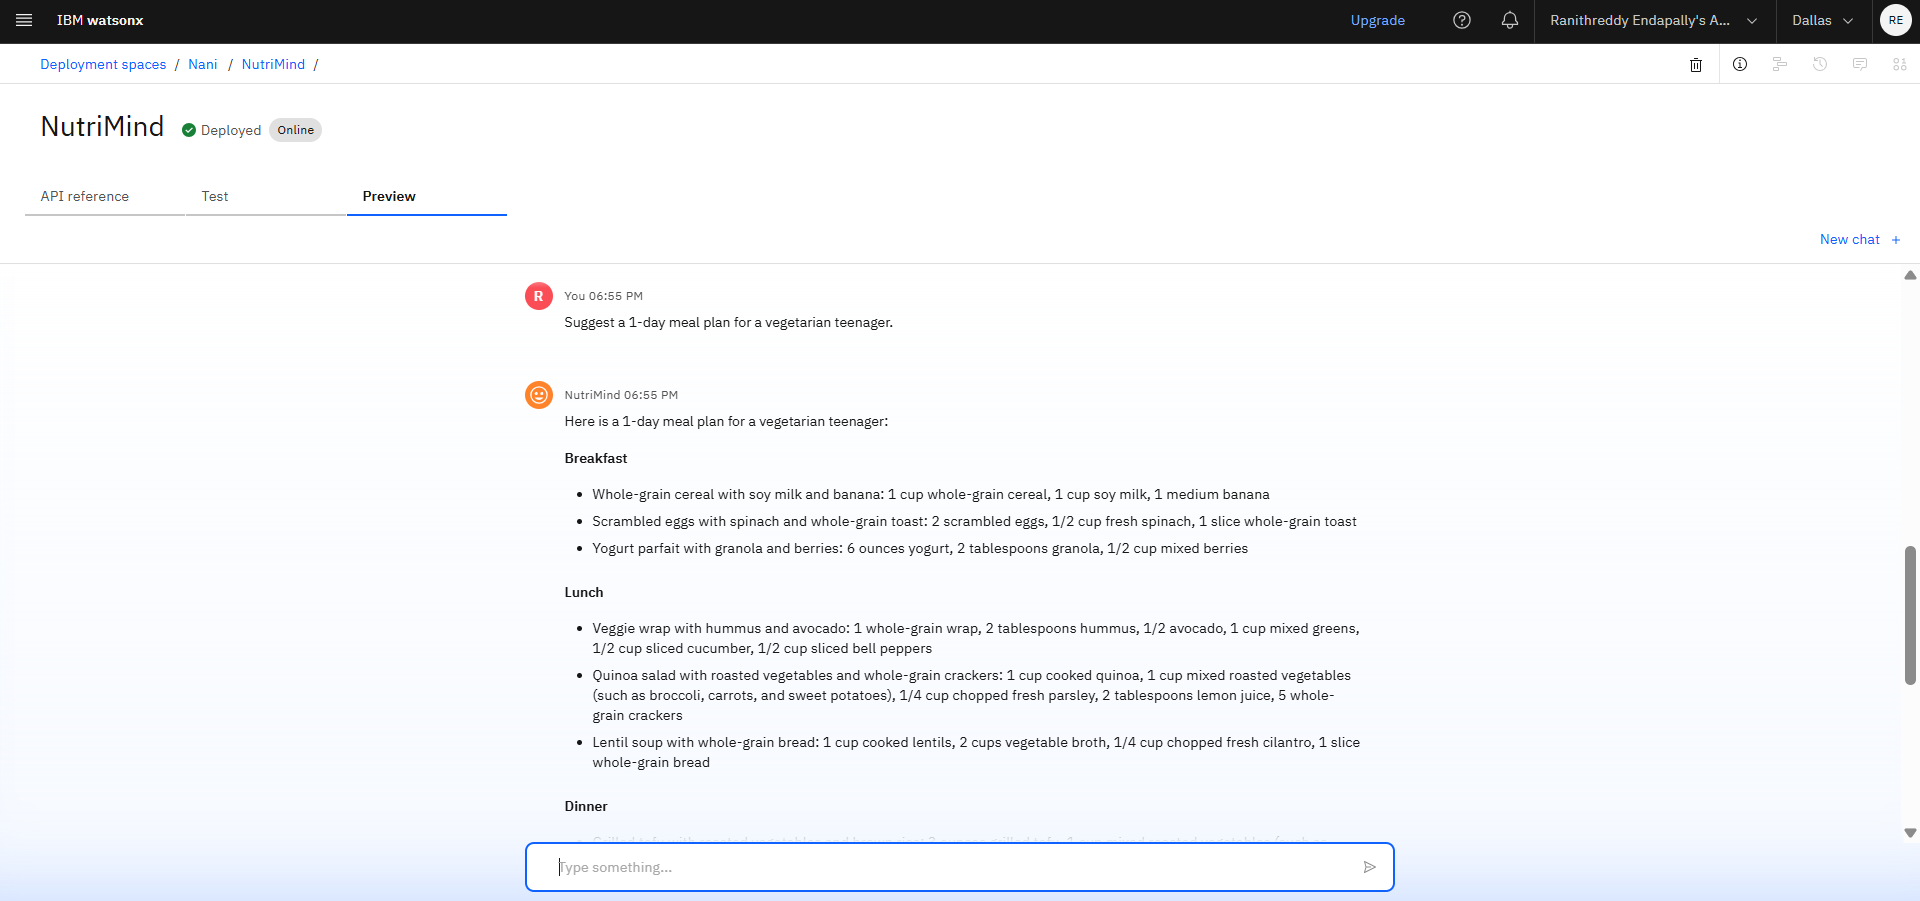 IBM watsonx
Upgrade
Ranithreddy Endapally's A...
Dallas
RE
Deployment spaces / Nani / NutriMind /
NutriMind
Deployed
Online
API reference
Test
Preview
New chat +
R
You 06:55 PM
Suggest a 1-day meal plan for a vegetarian teenager.
NutriMind 06:55 PM
Here is a 1-day meal plan for a vegetarian teenager:
Breakfast
• Whole-grain cereal with soy milk and banana: 1 cup whole-grain cereal, 1 cup soy milk, 1 medium banana
• Scrambled eggs with spinach and whole-grain toast: 2 scrambled eggs, 1/2 cup fresh spinach, 1 slice whole-grain toast
• Yogurt parfait with granola and berries: 6 ounces yogurt, 2 tablespoons granola, 1/2 cup mixed berries
Lunch
• Veggie wrap with hummus and avocado: 1 whole-grain wrap, 2 tablespoons hummus, 1/2 avocado, 1 cup mixed greens,
1/2 cup sliced cucumber, 1/2 cup sliced bell peppers
• Quinoa salad with roasted vegetables and whole-grain crackers: 1 cup cooked quinoa, 1 cup mixed roasted vegetables
(such as broccoli, carrots, and sweet potatoes), 1/4 cup chopped fresh parsley, 2 tablespoons lemon juice, 5 whole-
grain crackers
• Lentil soup with whole-grain bread: 1 cup cooked lentils, 2 cups vegetable broth, 1/4 cup chopped fresh cilantro, 1 slice
whole-grain bread
Dinner
Type something...